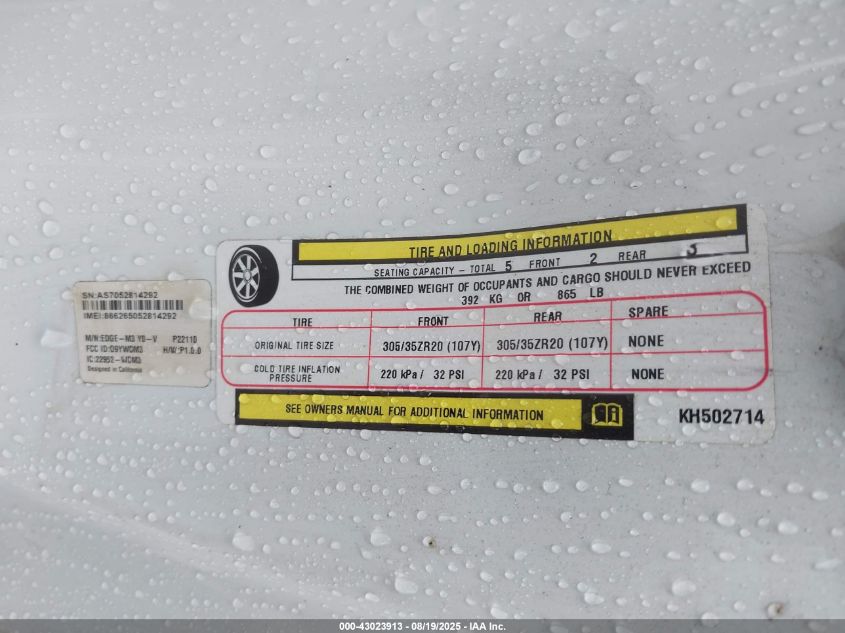 SN:AS7052814292
IMEI:866265052814292
M/N:EDGE-M3 YB-V P22110
FCC ID:O9YWCM3 H/W:P1.0.0
IC:22952-WCM3
Designed in California
TIRE AND LOADING INFORMATION
SEATING CAPACITY - TOTAL 5 FRONT 2 REAR 3
THE COMBINED WEIGHT OF OCCUPANTS AND CARGO SHOULD NEVER EXCEED
392 KG OR 865 LB
TIRE FRONT REAR SPARE
ORIGINAL TIRE SIZE 305/35ZR20 (107Y) 305/35ZR20 (107Y) NONE
COLD TIRE INFLATION PRESSURE 220 kPa / 32 PSI 220 kPa / 32 PSI NONE
SEE OWNERS MANUAL FOR ADDITIONAL INFORMATION
KH502714
000-43023913 - 08/19/2025 - IAA Inc.